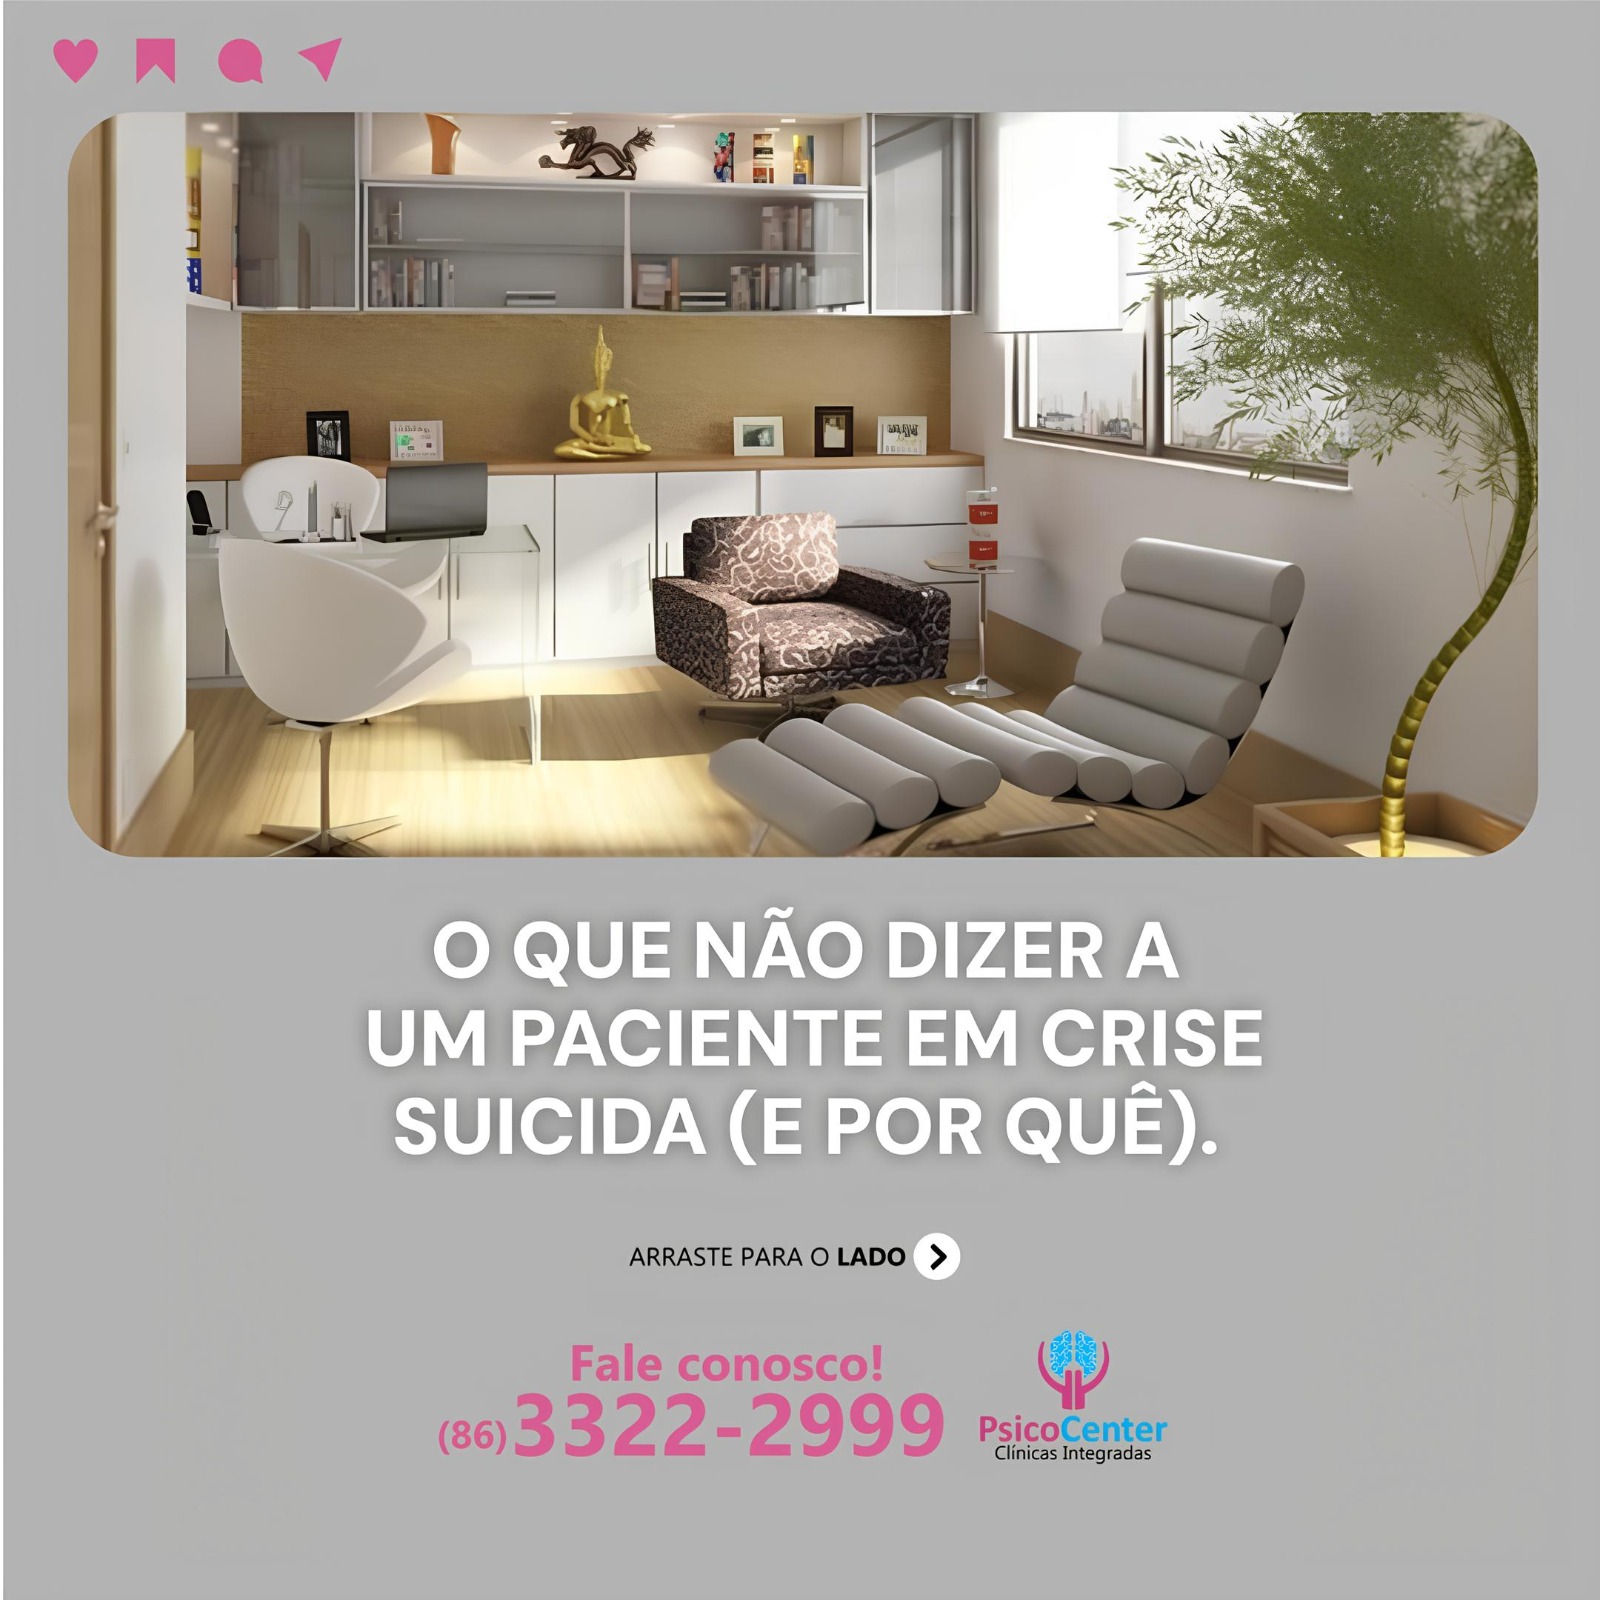 O QUE NÃO DIZER A
UM PACIENTE EM CRISE
SUICIDA (E POR QUÊ).
ARRASTE PARA O LADO
Fale conosco!
(86)3322-2999
PsicoCenter
Clínicas Integradas